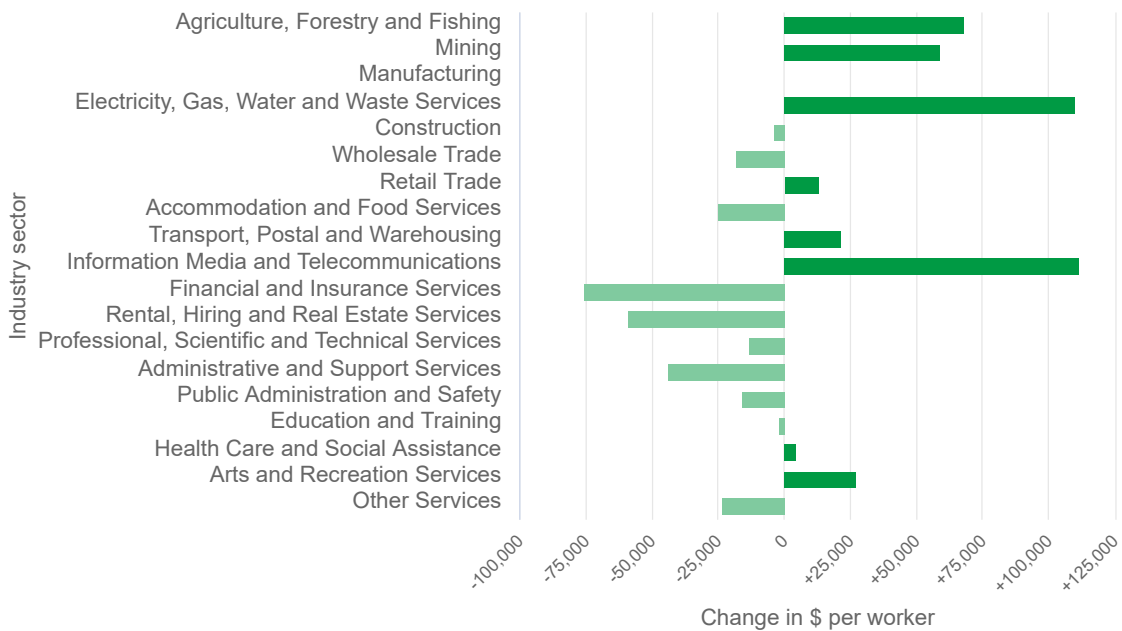 Agriculture, Forestry and Fishing
Mining
Manufacturing
Electricity, Gas, Water and Waste Services
Construction
Wholesale Trade
Retail Trade
Accommodation and Food Services
Transport, Postal and Warehousing
Information Media and Telecommunications
Financial and Insurance Services
Rental, Hiring and Real Estate Services
Professional, Scientific and Technical Services
Administrative and Support Services
Public Administration and Safety
Education and Training
Health Care and Social Assistance
Arts and Recreation Services
Other Services
Industry sector
-100,000
-75,000
-50,000
-25,000
0
+25,000
+50,000
+75,000
+100,000
+125,000
Change in $ per worker